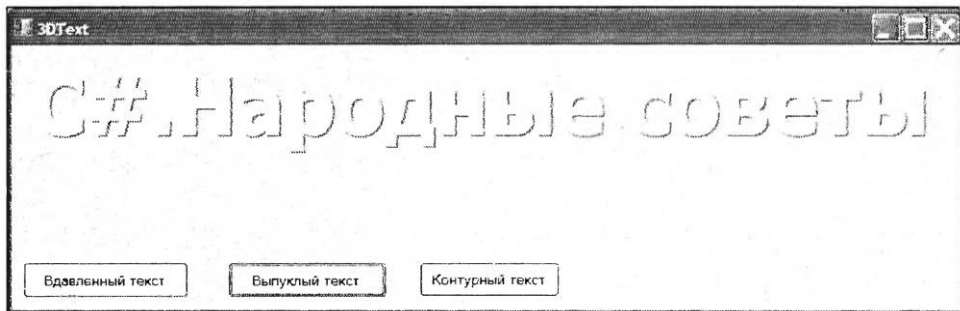 3DText
C#.Народные советы
Вдавленный текст Выпуклый текст Контурный текст